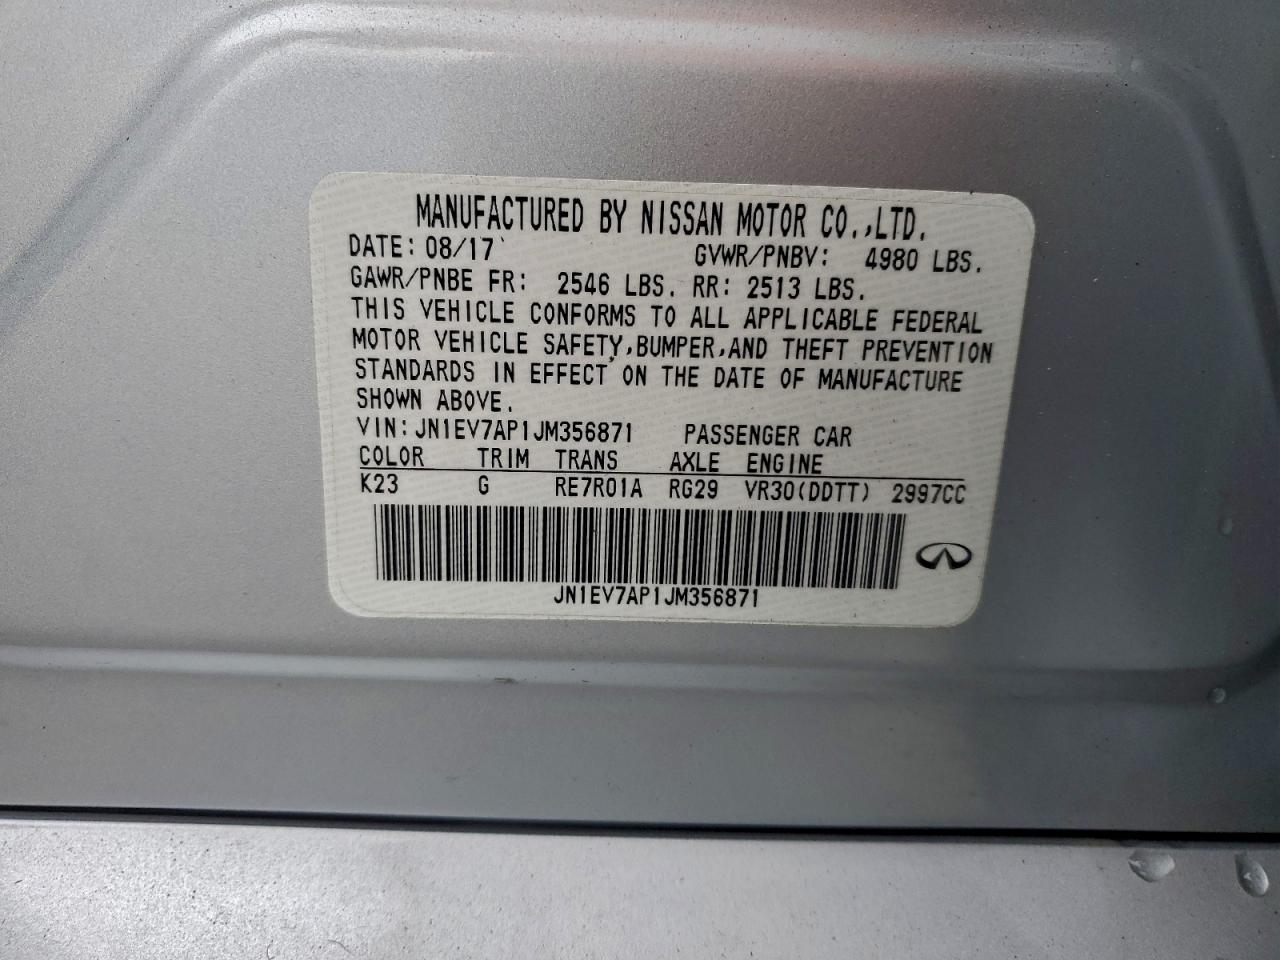 MANUFACTURED BY NISSAN MOTOR CO.,LTD.
DATE: 08/17 GVWR/PNBV: 4980 LBS.
GAWR/PNBE FR: 2546 LBS. RR: 2513 LBS.
THIS VEHICLE CONFORMS TO ALL APPLICABLE FEDERAL
MOTOR VEHICLE SAFETY,BUMPER,AND THEFT PREVENTION
STANDARDS IN EFFECT ON THE DATE OF MANUFACTURE
SHOWN ABOVE.
VIN: JN1EV7AP1JM356871 PASSENGER CAR
COLOR TRIM TRANS AXLE ENGINE
K23 G RE7R01A RG29 VR30(DDTT) 2997CC
JN1EV7AP1JM356871